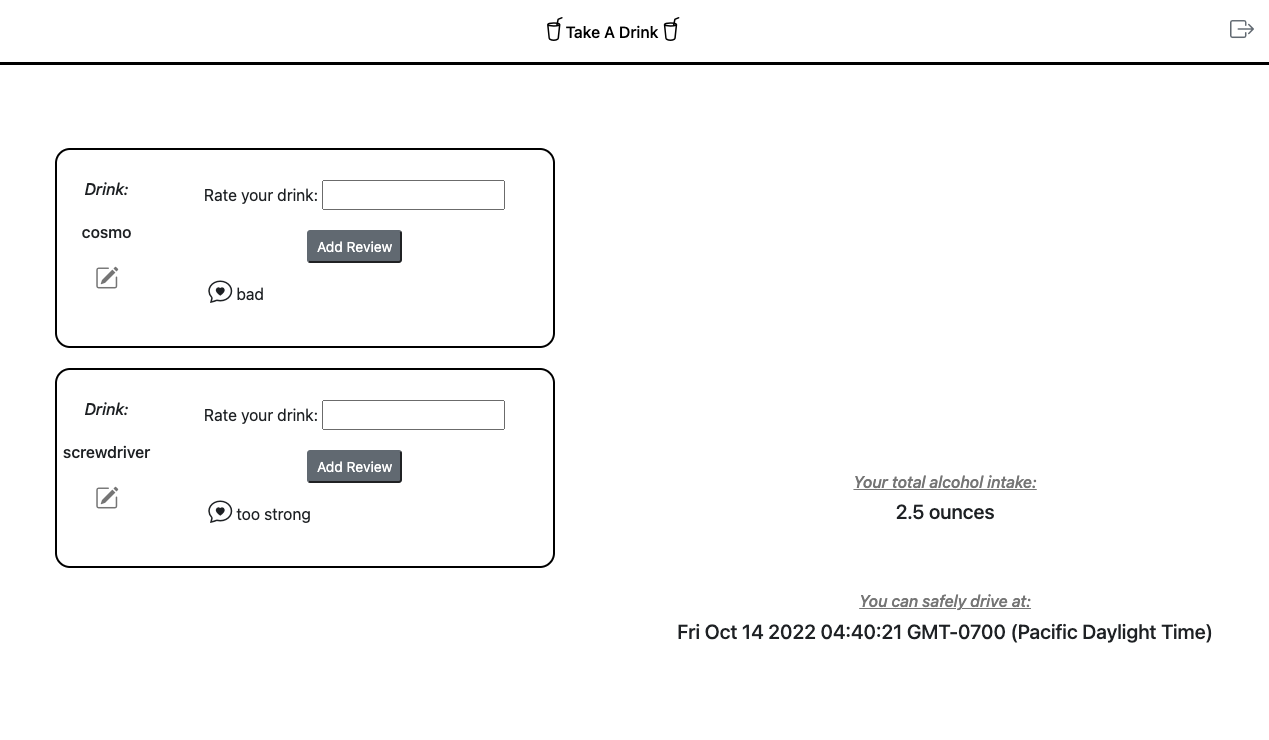 Take A Drink
Drink:
cosmo
Rate your drink:
Add Review
bad
Drink:
screwdriver
Rate your drink:
Add Review
too strong
Your total alcohol intake:
2.5 ounces
You can safely drive at:
Fri Oct 14 2022 04:40:21 GMT-0700 (Pacific Daylight Time)